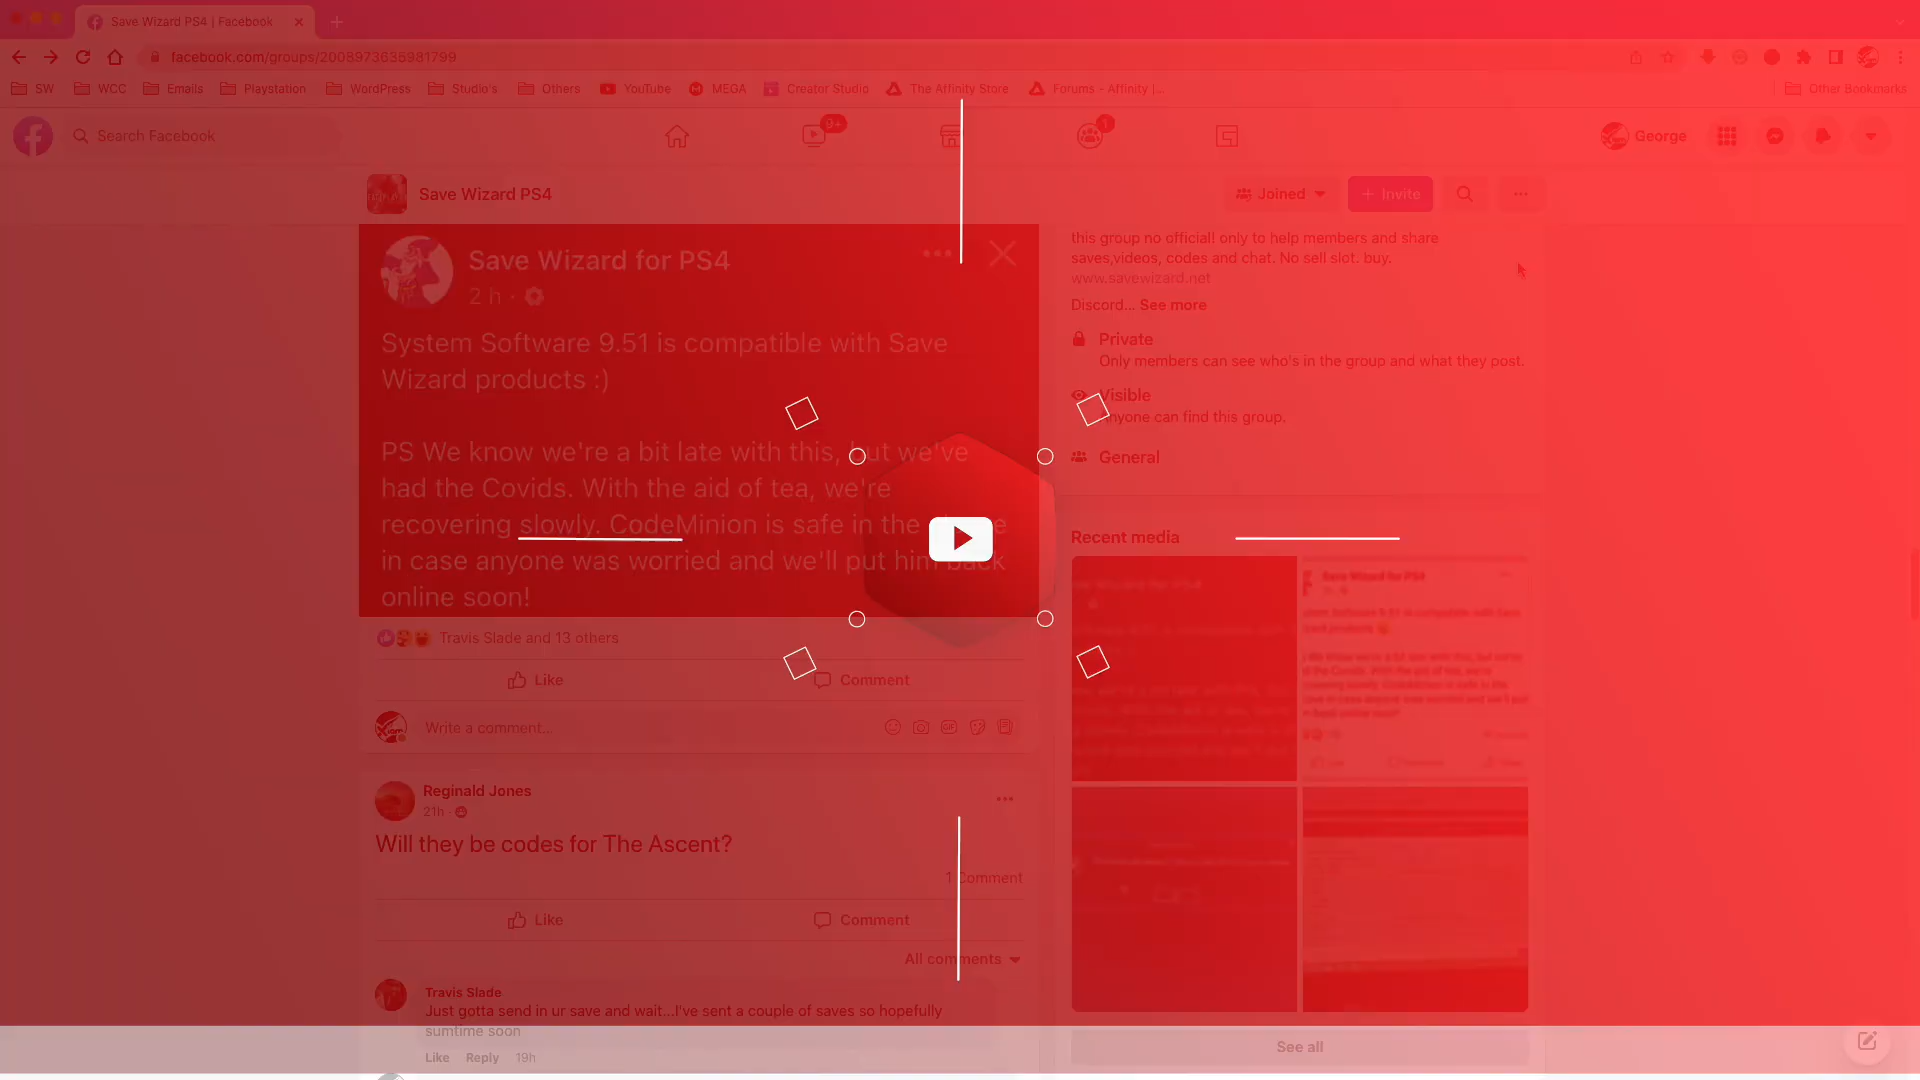 Save Wizard PS4 | Facebook
facebook.com/groups/2008973635981799
SW WCC Emails Playstation WordPress Studio's Others YouTube MEGA Creator Studio The Affinity Store Forums - Affinity |... Other Bookmarks
Search Facebook
9+
1
George
Save Wizard PS4
Joined
+ Invite
Save Wizard for PS4
2 h
System Software 9.51 is compatible with Save
Wizard products :)
PS We know we're a bit late with this, but we've
had the Covids. With the aid of tea, we're
recovering slowly. CodeMinion is safe in the
in case anyone was worried and we'll put him back
online soon!
Travis Slade and 13 others
Like Comment
Write a comment...
GIF
Reginald Jones
21h
Will they be codes for The Ascent?
1 Comment
Like Comment
All comments
Travis Slade
Just gotta send in ur save and wait...I've sent a couple of saves so hopefully
sumtime soon
Like Reply 19h
this group no official! only to help members and share
saves,videos, codes and chat. No sell slot. buy.
www.savewizard.net
Discord... See more
Private
Only members can see who's in the group and what they post.
Visible
Anyone can find this group.
General
Recent media
Save Wizard for PS4
See all